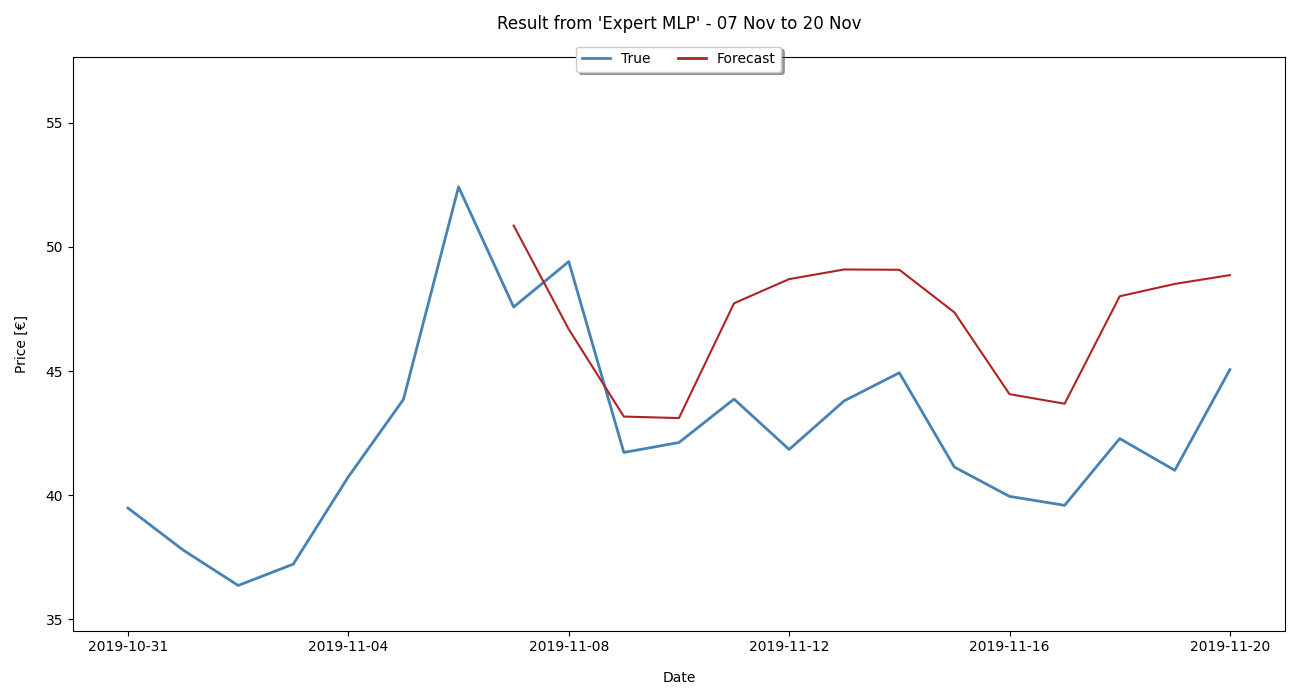 Result from 'Expert MLP' - 07 Nov to 20 Nov
True Forecast
Price [€]
55
50
45
40
35
2019-10-31 2019-11-04 2019-11-08 2019-11-12 2019-11-16 2019-11-20
Date